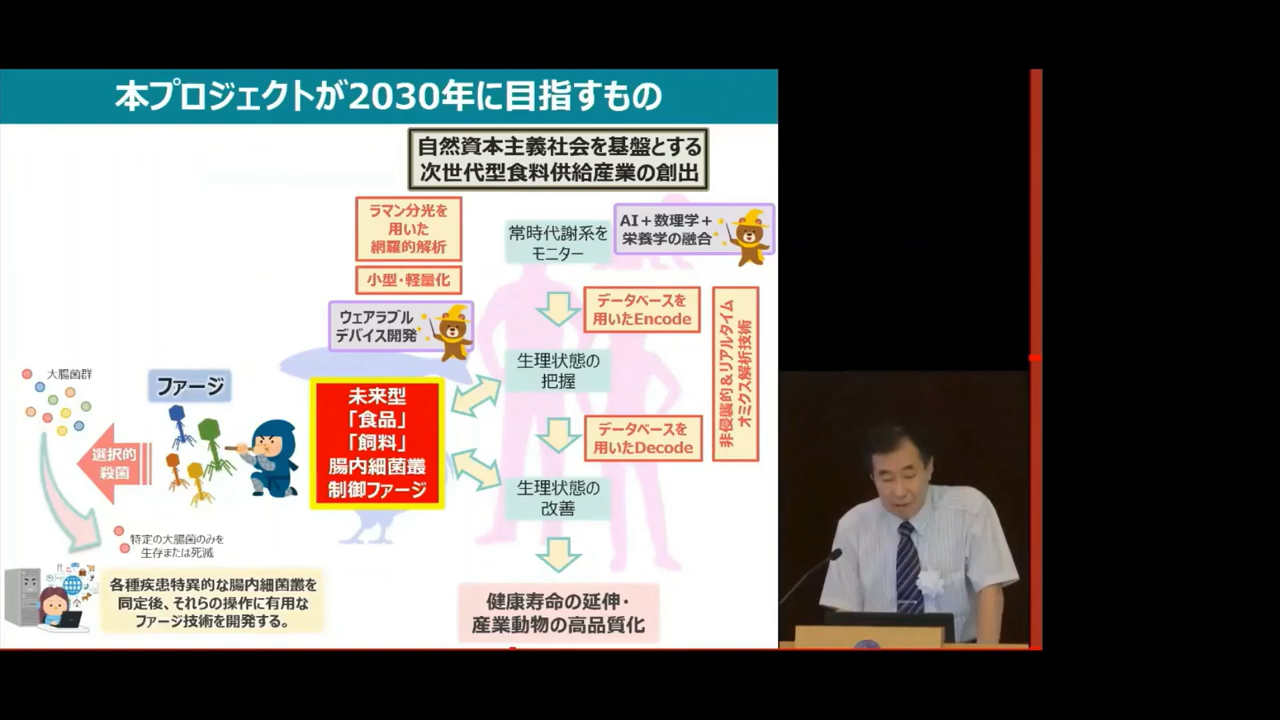 本プロジェクトが2030年に目指すもの
自然資本主義社会を基盤とする
次世代型食料供給産業の創出
ラマン分光を
用いた
網羅的解析
小型・軽量化
ウェアラブル
デバイス開発
常時代謝系を
モニター
AI＋数理学＋
栄養学の融合
データベースを
用いたEncode
非侵襲的＆リアルタイム
オミクス解析技術
生理状態の
把握
データベースを
用いたDecode
生理状態の
改善
健康寿命の延伸・
産業動物の高品質化
未来型
「食品」
「飼料」
腸内細菌叢
制御ファージ
ファージ
大腸菌群
選択的
殺菌
特定の大腸菌のみを
生存または死滅
各種疾患特異的な腸内細菌叢を
同定後、それらの操作に有用な
ファージ技術を開発する。